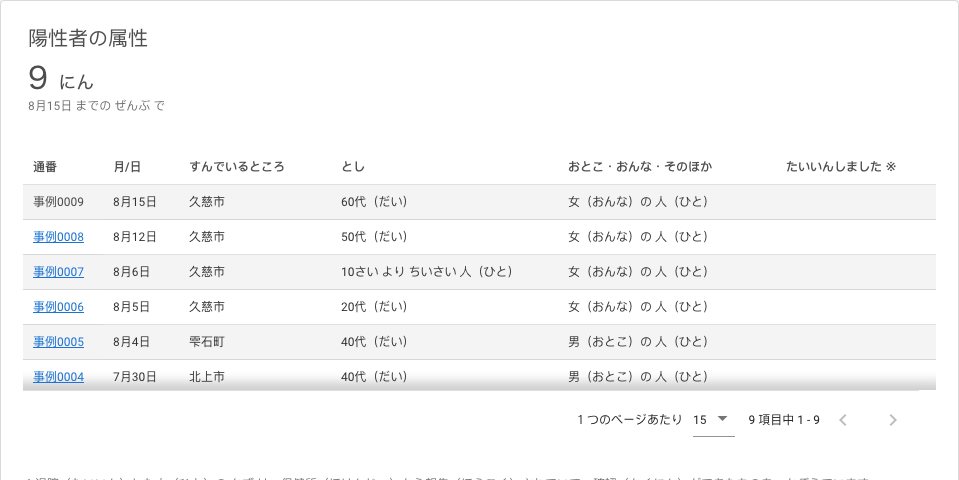 陽性者の属性
9 にん
8月15日 までの ぜんぶ で
通番 月/日 すんでいるところ とし おとこ・おんな・そのほか たいいんしました ※
事例0009 8月15日 久慈市 60代（だい） 女（おんな）の 人（ひと）
事例0008 8月12日 久慈市 50代（だい） 女（おんな）の 人（ひと）
事例0007 8月6日 久慈市 10さい より ちいさい 人（ひと） 女（おんな）の 人（ひと）
事例0006 8月5日 久慈市 20代（だい） 女（おんな）の 人（ひと）
事例0005 8月4日 雫石町 40代（だい） 男（おとこ）の 人（ひと）
事例0004 7月30日 北上市 40代（だい） 男（おとこ）の 人（ひと）
1 つのページあたり 15 9 項目中 1 - 9